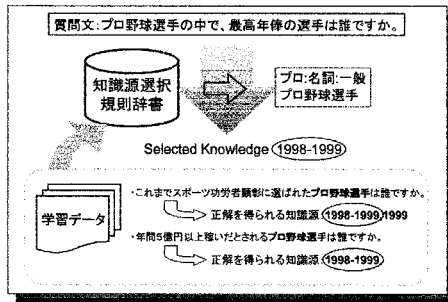 質問文：プロ野球選手の中で、最高年俸の選手は誰ですか。
知識源選択
規則辞書
プロ:名詞:一般
プロ野球選手
Selected Knowledge 1998-1999
学習データ
・これまでスポーツ功労者顕彰に選ばれたプロ野球選手は誰ですか。
正解を得られる知識源 1998-1999,1999
・年間5億円以上稼いだとされるプロ野球選手は誰ですか。
正解を得られる知識源 1998-1999